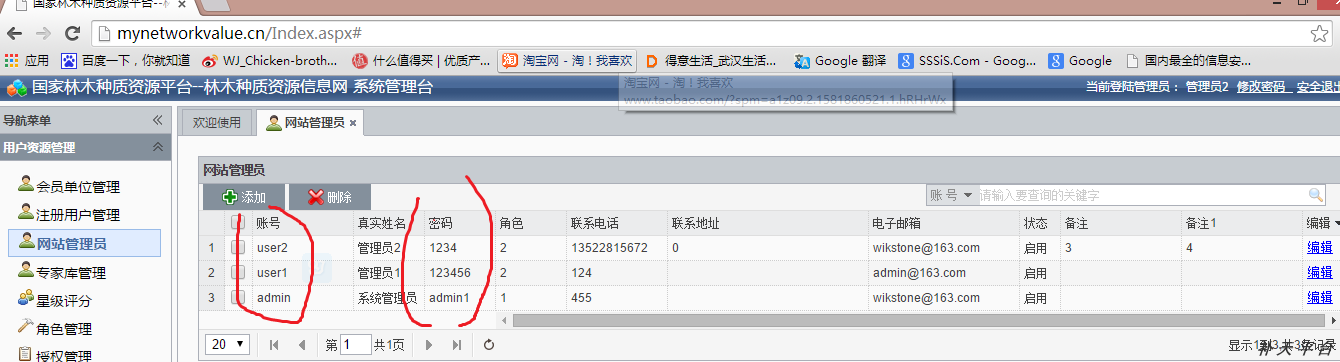 国家林木种质资源平台--林
mynetworkvalue.cn/Index.aspx#
应用 百度一下，你就知道 WJ_Chicken-broth... 什么值得买 | 优质产... 淘宝网 - 淘！我喜欢 得意生活_武汉生活... Google 翻译 SSSiS.Com - Goog... Google 国内最全的信息安...
淘宝网 - 淘！我喜欢
www.taobao.com/?spm=a1z09.2.1581860521.1.hRHrWx
国家林木种质资源平台--林木种质资源信息网 系统管理台 当前登陆管理员： 管理员2 修改密码 安全退出
导航菜单 欢迎使用 网站管理员
用户资源管理
会员单位管理
注册用户管理
网站管理员
专家库管理
星级评分
角色管理
授权管理
网站管理员
添加 删除 账 号 请输入要查询的关键字
账号 真实姓名 密码 角色 联系电话 联系地址 电子邮箱 状态 备注 备注1 编辑
1 user2 管理员2 1234 2 13522815672 0 wikstone@163.com 启用 3 4 编辑
2 user1 管理员1 123456 2 124 admin@163.com 启用 编辑
3 admin 系统管理员 admin1 1 455 wikstone@163.com 启用 编辑
20 第 1 共1页 显示1到3,共3记录